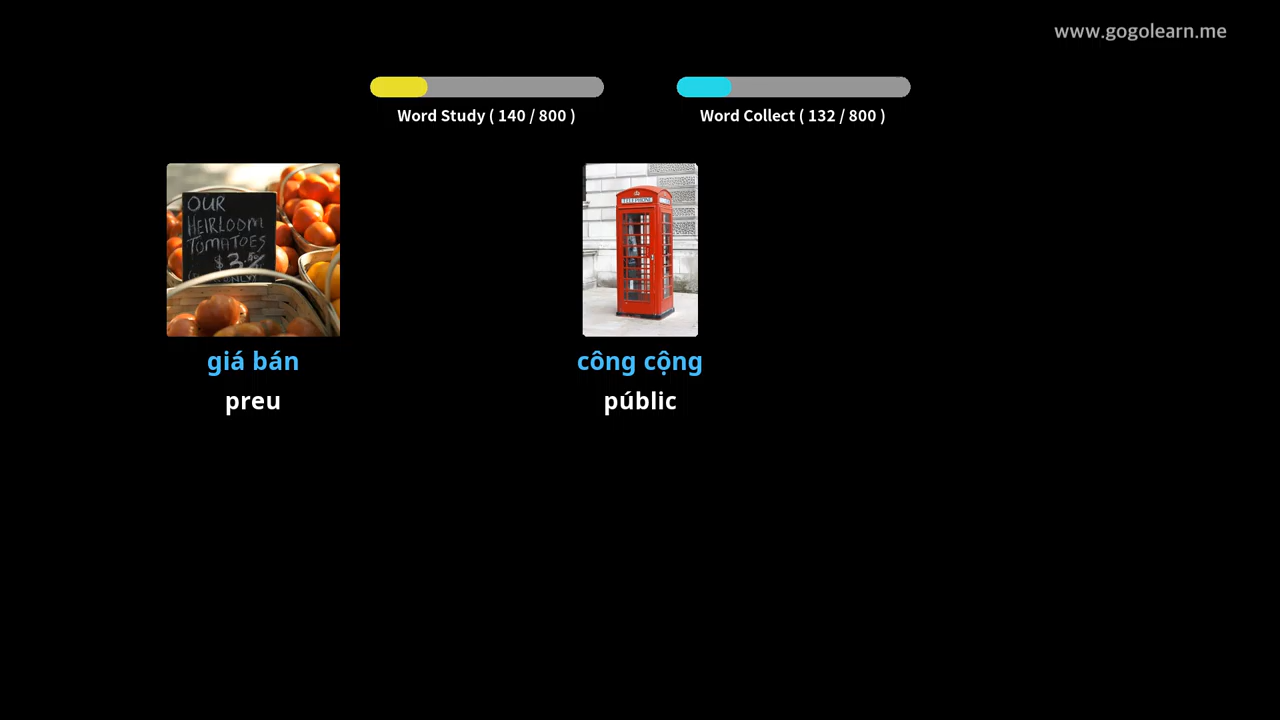 www.gogolearn.me
Word Study ( 140 / 800 )
Word Collect ( 132 / 800 )
OUR
HEIRLOOM
TOMATOES
TELEPHONE
giá bán
công cộng
preu
públic